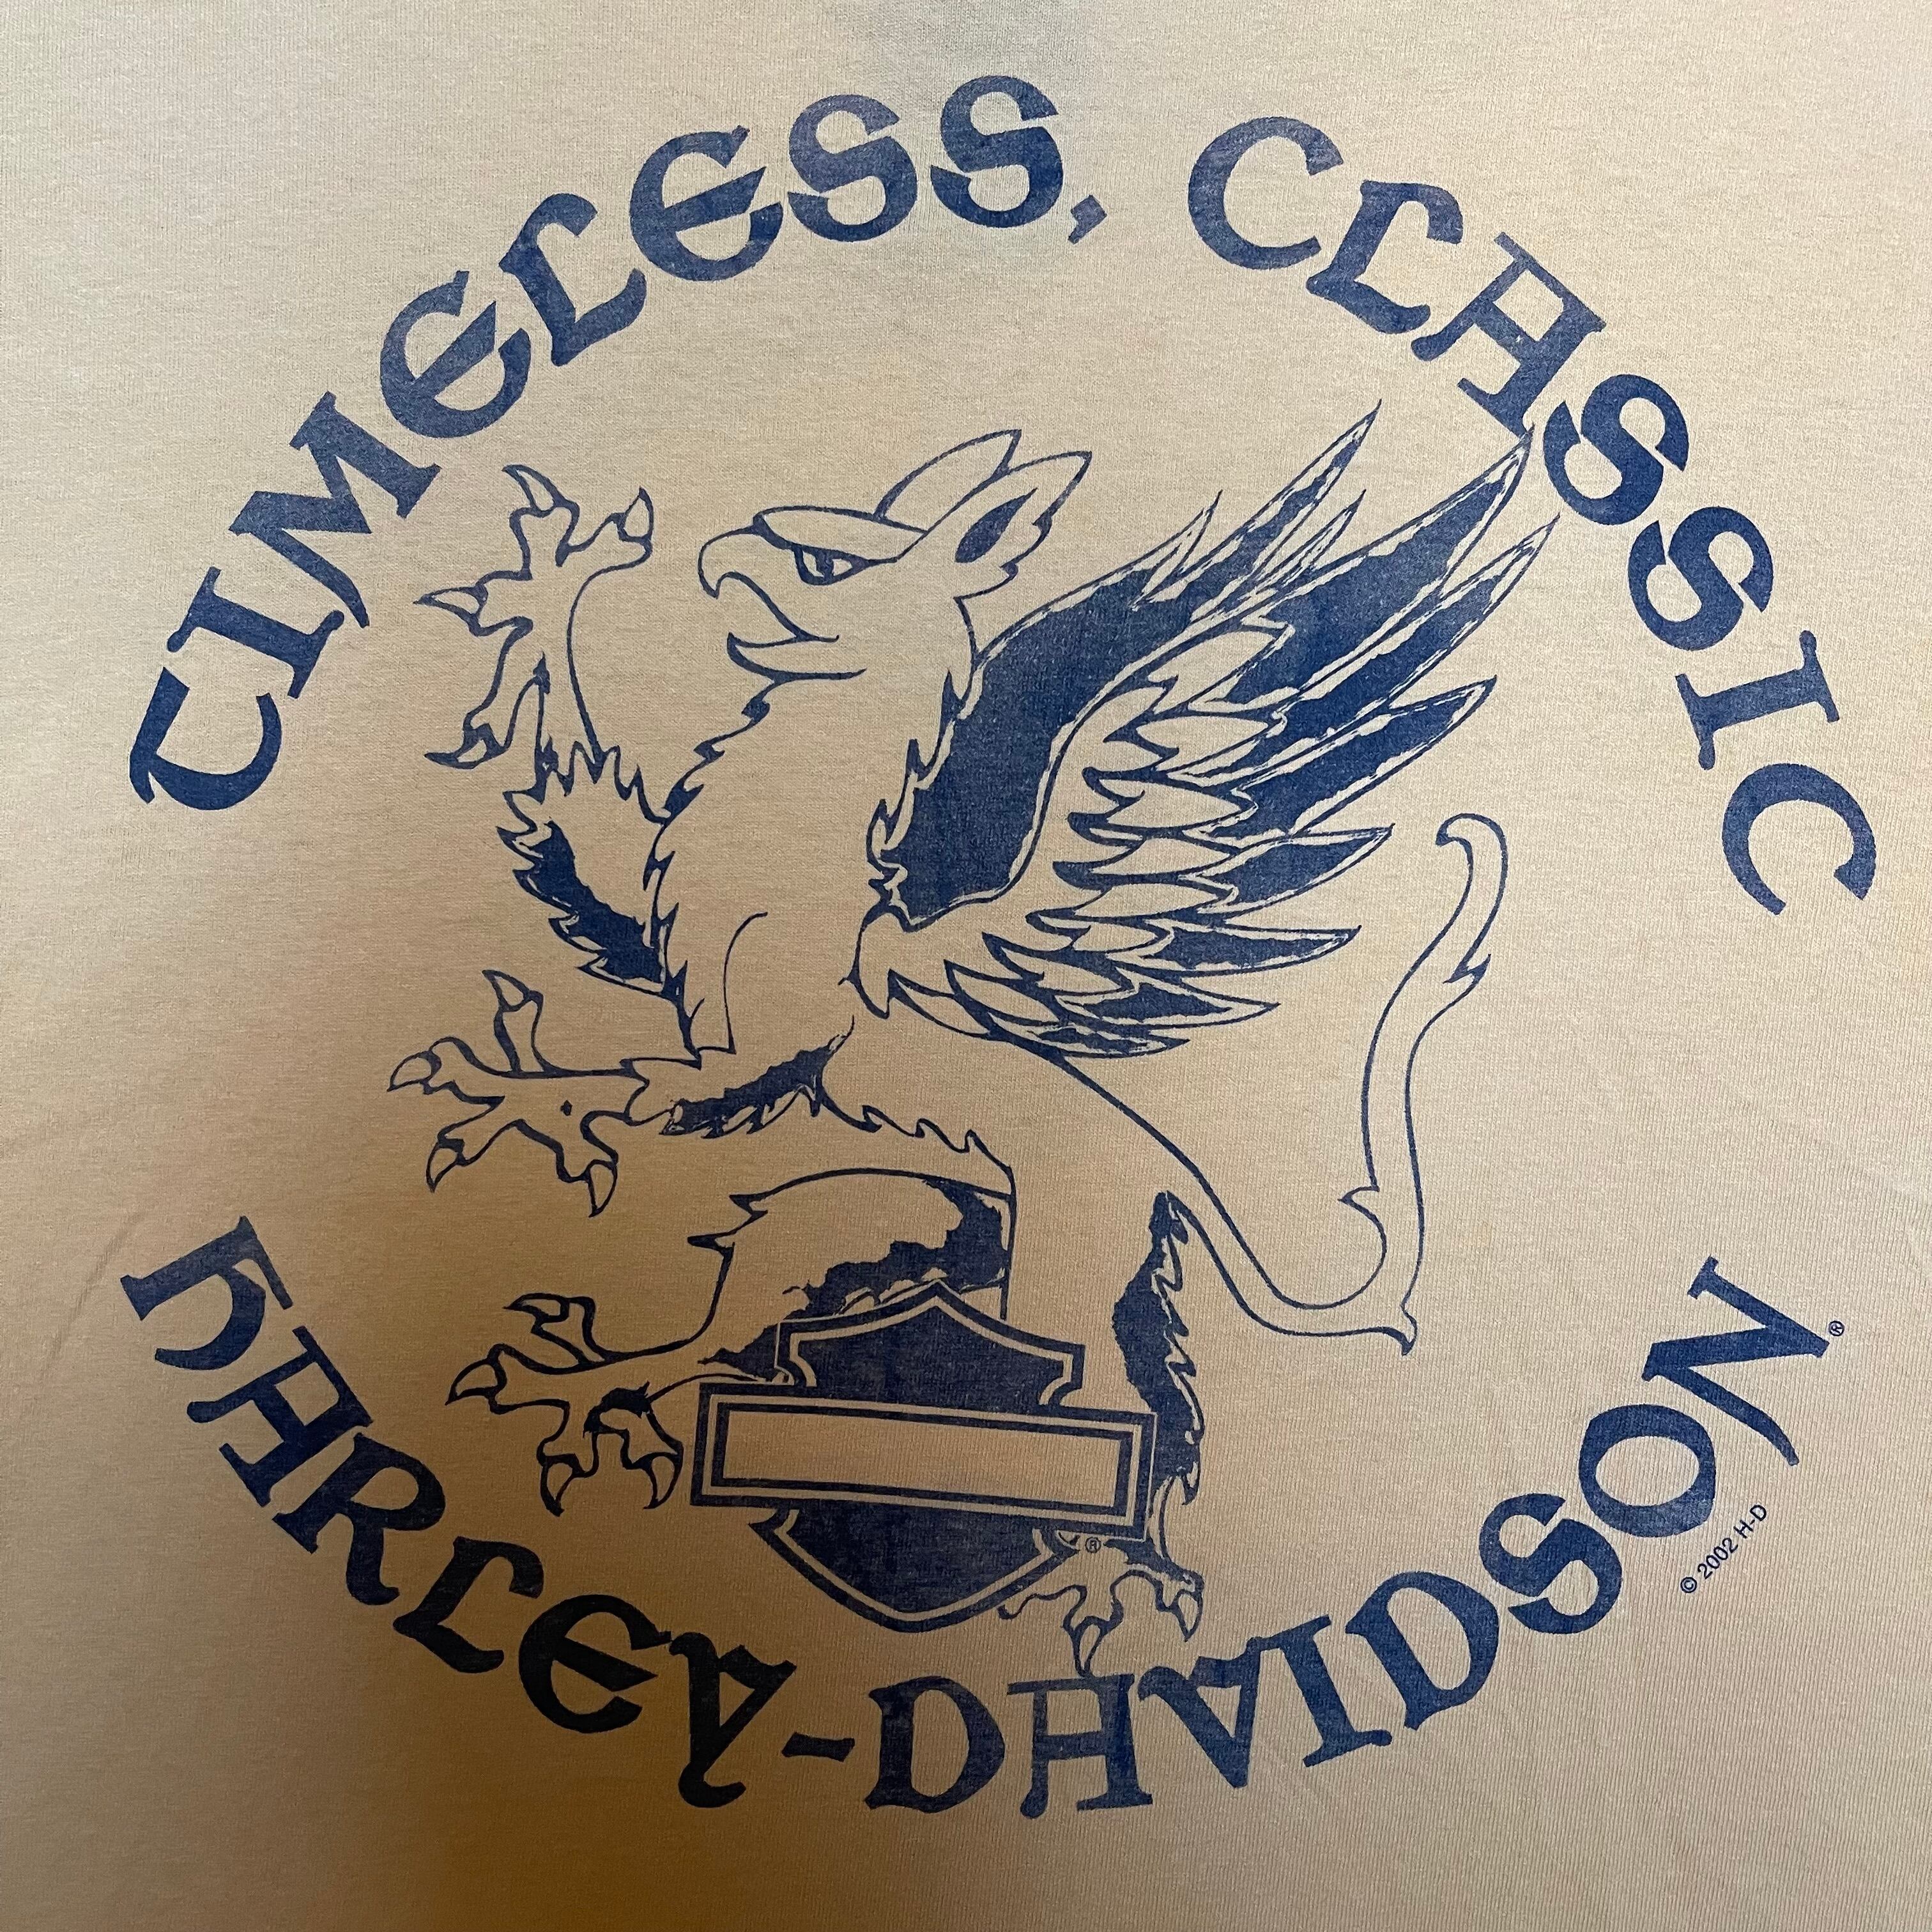 TIMELESS, CLASSIC
HARLEY-DAVIDSON®
®
© 2002 H-D